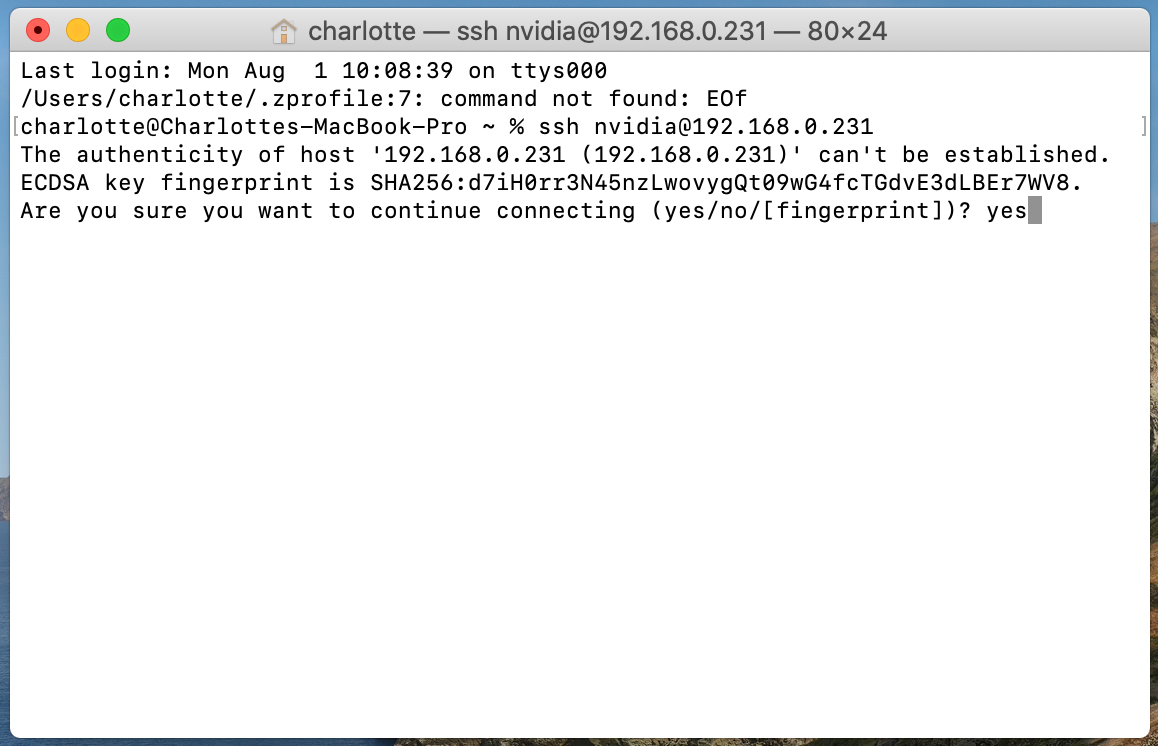 charlotte — ssh nvidia@192.168.0.231 — 80×24
Last login: Mon Aug  1 10:08:39 on ttys000
/Users/charlotte/.zprofile:7: command not found: EOf
[charlotte@Charlottes-MacBook-Pro ~ % ssh nvidia@192.168.0.231 ]
The authenticity of host '192.168.0.231 (192.168.0.231)' can't be established.
ECDSA key fingerprint is SHA256:d7iH0rr3N45nzLwovygQt09wG4fcTGdvE3dLBEr7WV8.
Are you sure you want to continue connecting (yes/no/[fingerprint])? yes